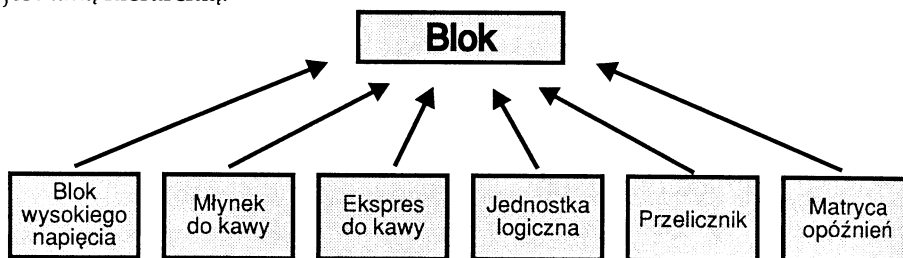 Blok
Blok
wysokiego
napięcia
Młynek
do kawy
Ekspres
do kawy
Jednostka
logiczna
Przelicznik
Matryca
opóźnień